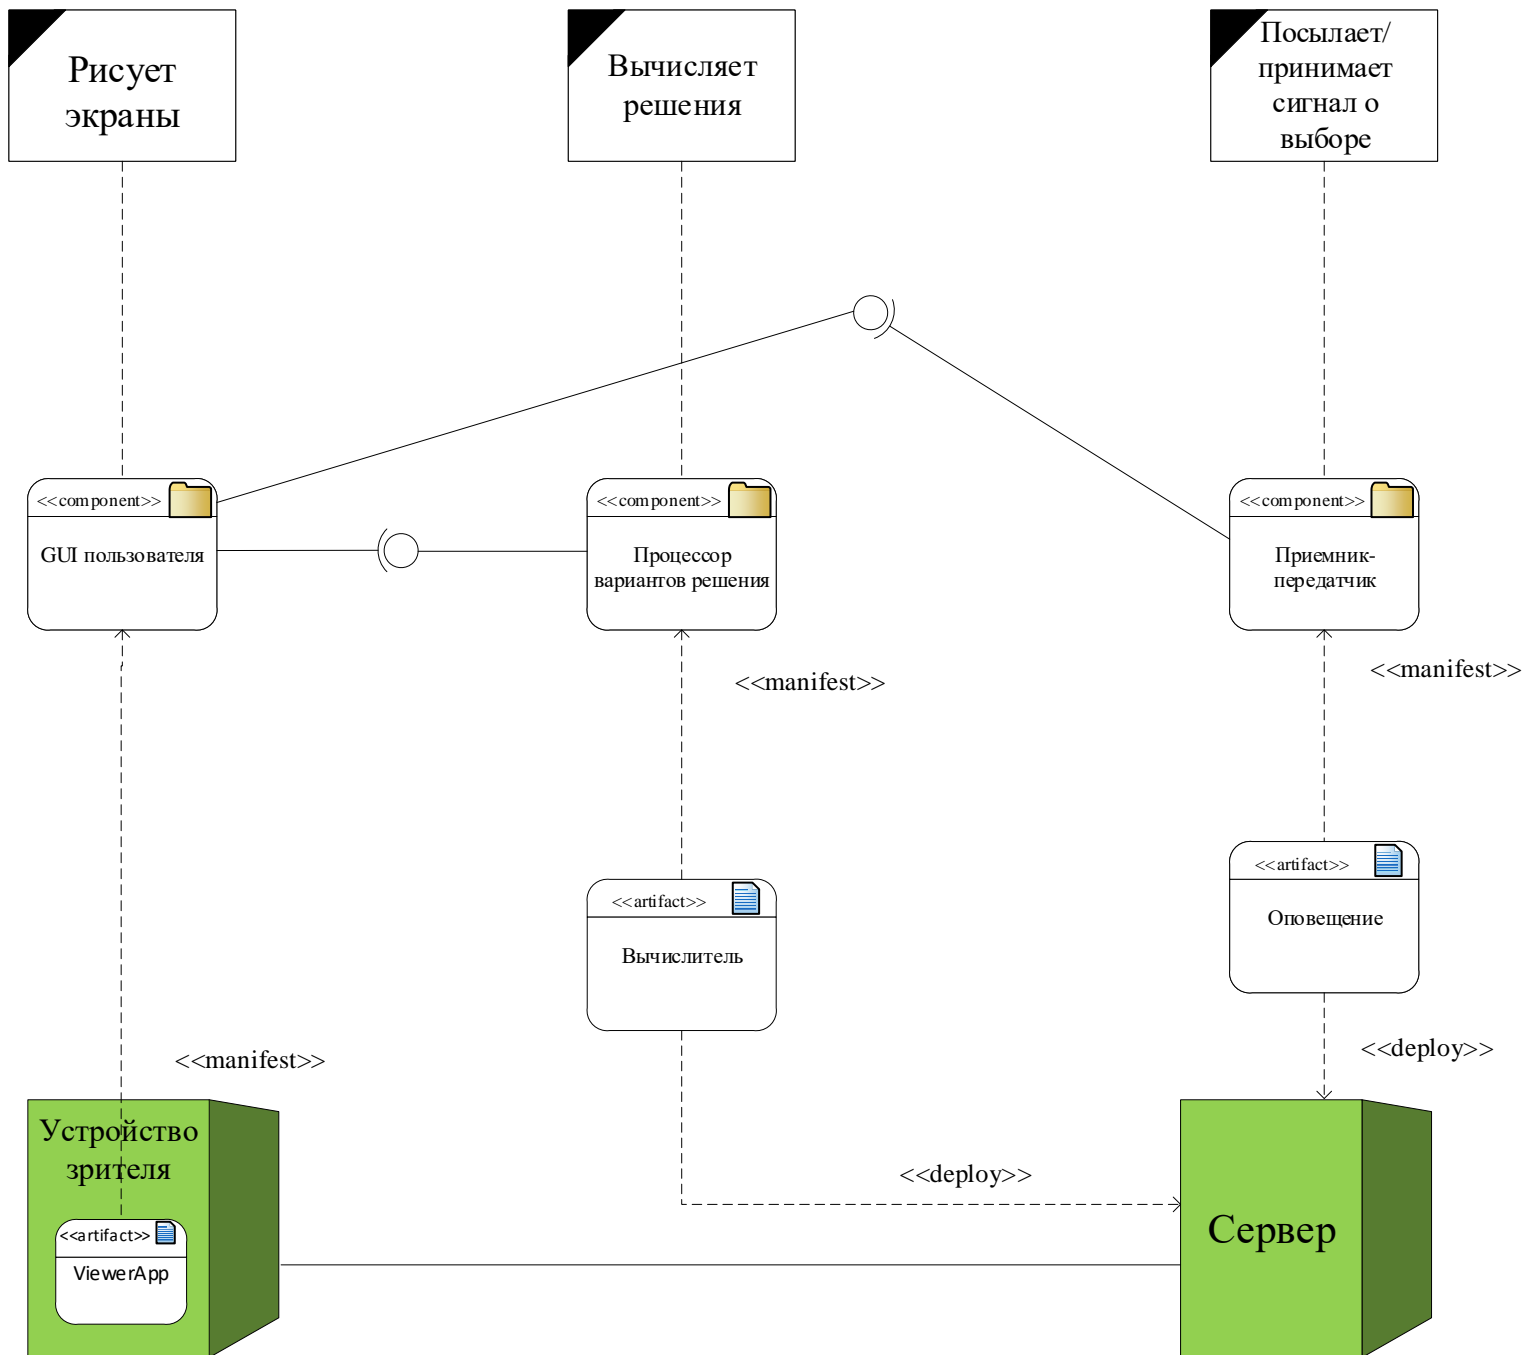 Рисует
экраны
Вычисляет
решения
Посылает/
принимает
сигнал о
выборе
<<component>>
GUI пользователя
<<component>>
Процессор
вариантов решения
<<component>>
Приемник-
передатчик
<<manifest>>
<<manifest>>
<<artifact>>
Вычислитель
<<artifact>>
Оповещение
<<manifest>>
<<deploy>>
Устройство
зрителя
<<artifact>>
ViewerApp
<<deploy>>
Сервер